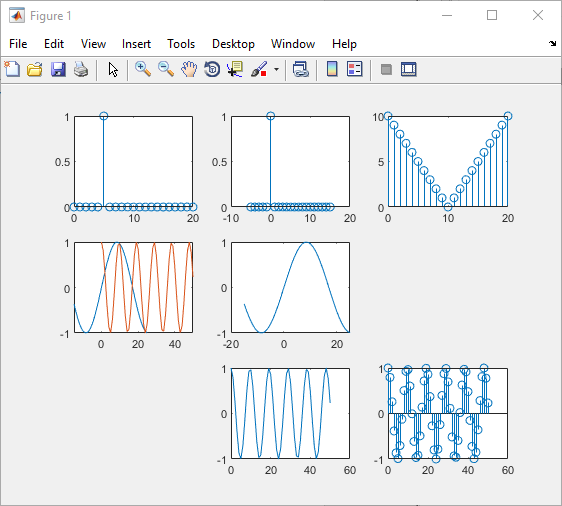 Figure 1
File Edit View Insert Tools Desktop Window Help
1 0.5 0 0 10 20
1 0.5 0 -10 0 10 20
10 5 0 0 10 20
1 0 -1 0 20 40
1 0 -1 -20 0 20
1 0 -1 0 20 40 60
1 0 -1 0 20 40 60